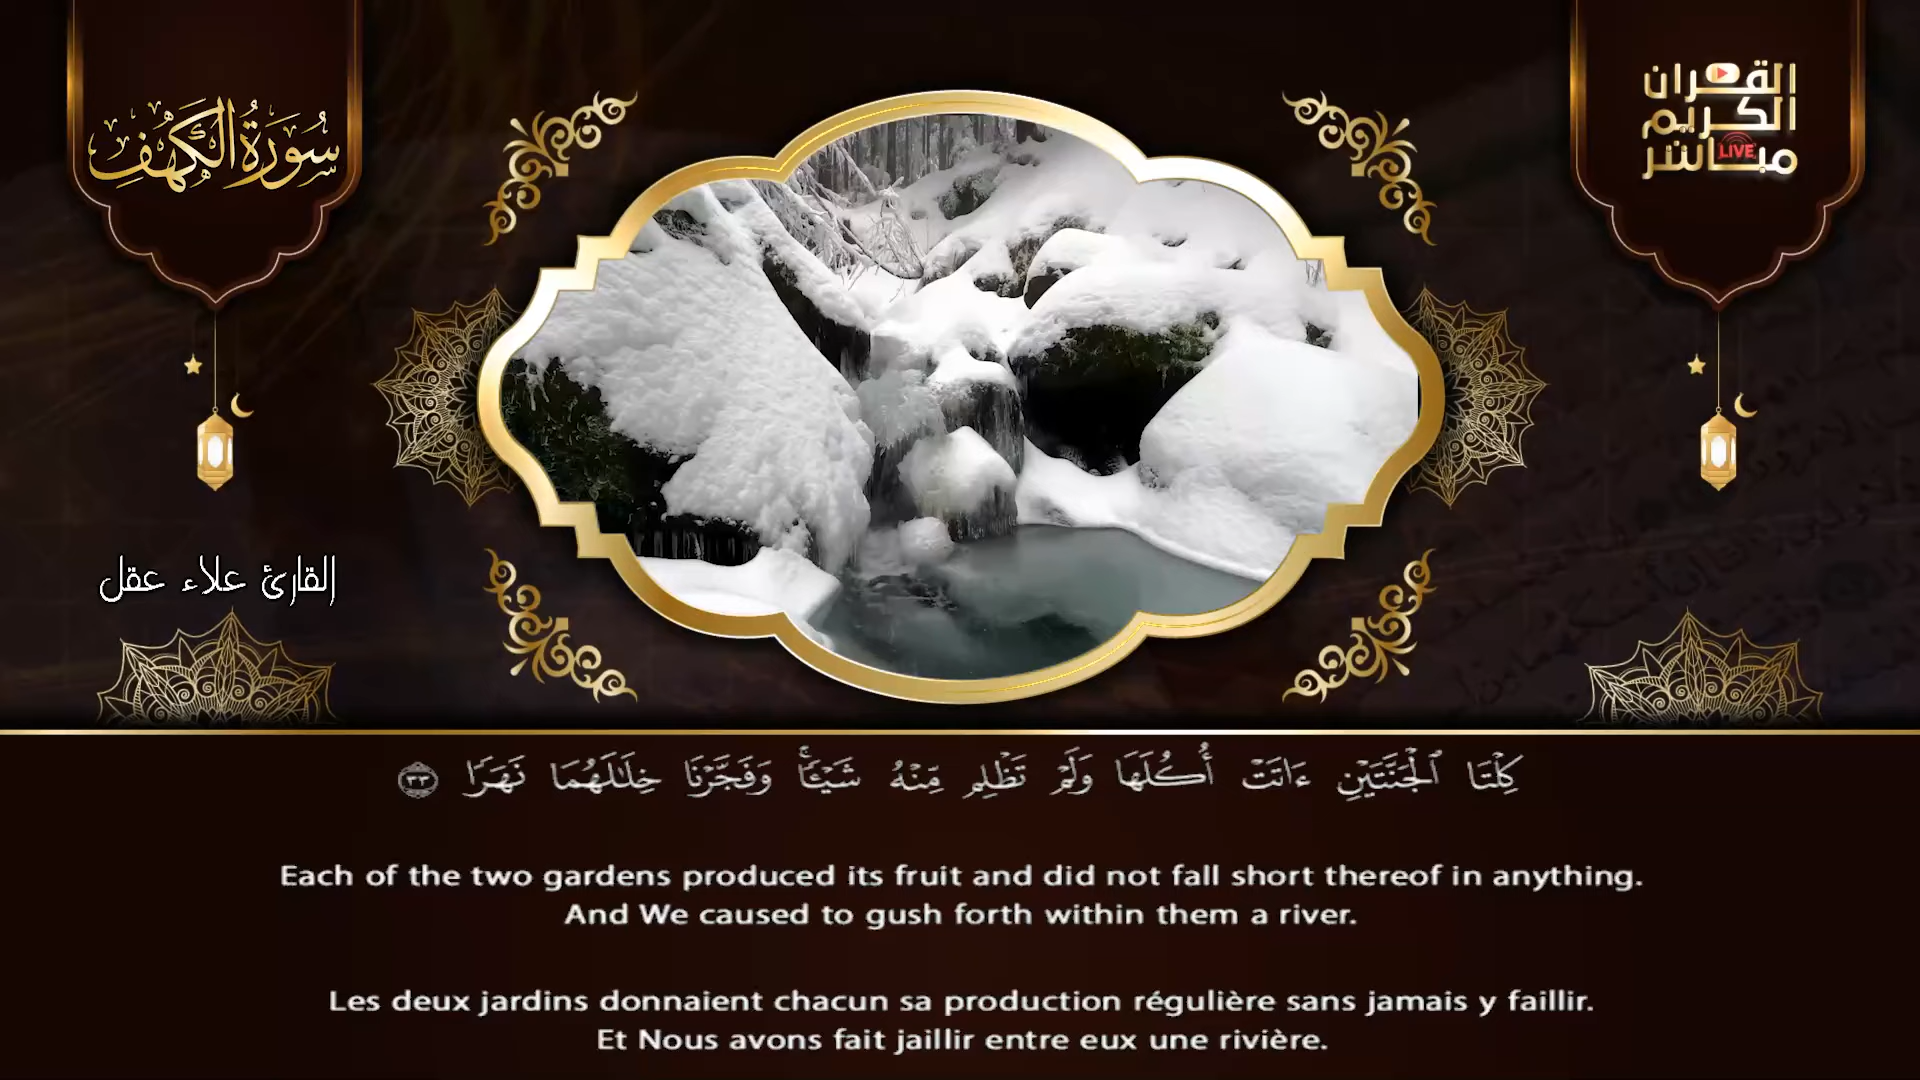 سُورَةُ الكَهْفِ
القرآن
الكريم
مباشر
LIVE
القارئ علاء عقل
كِلْتَا ٱلْجَنَّتَيْنِ ءَاتَتْ أُكُلَهَا وَلَمْ تَظْلِم مِّنْهُ شَيْـًٔا ۚ وَفَجَّرْنَا خِلَـٰلَهُمَا نَهَرًا ٣٣
Each of the two gardens produced its fruit and did not fall short thereof in anything.
And We caused to gush forth within them a river.
Les deux jardins donnaient chacun sa production régulière sans jamais y faillir.
Et Nous avons fait jaillir entre eux une rivière.